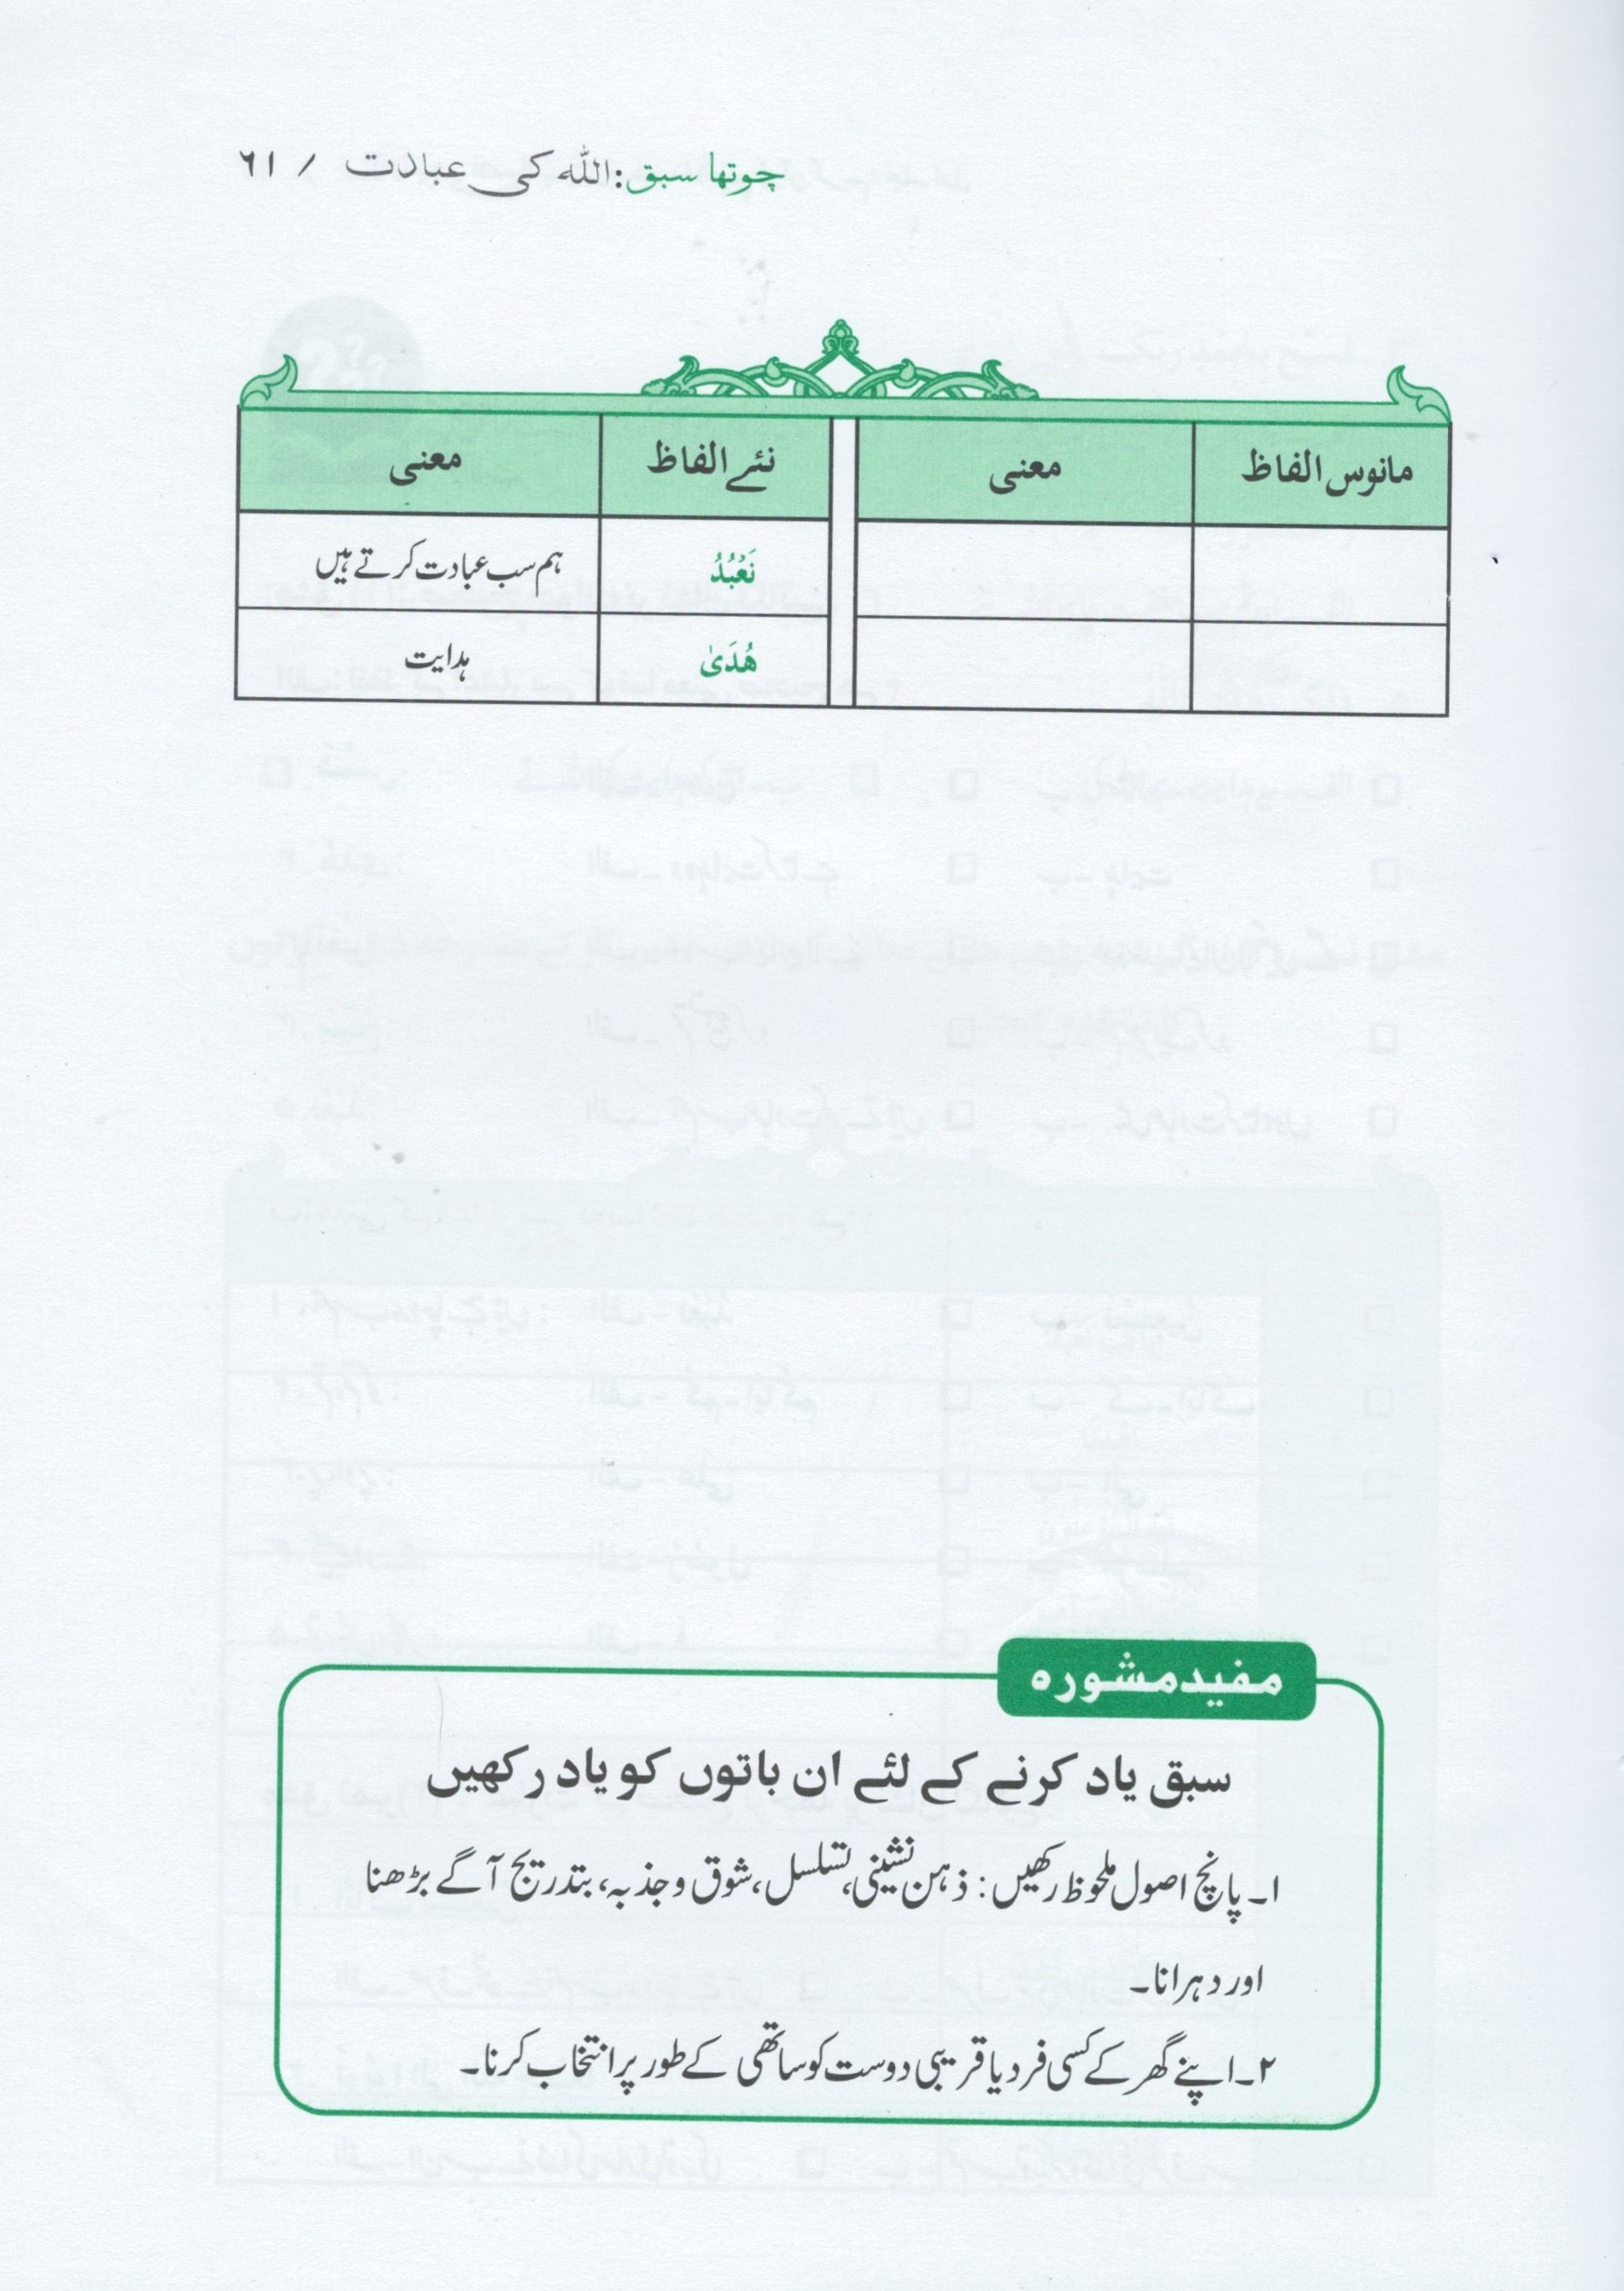 چوتھا سبق: اللہ کی عبادت / ٦١
مانوس الفاظ معنی نئے الفاظ معنی
نَعْبُدُ ہم سب عبادت کرتے ہیں
هُدَىٰ ہدایت
مفید مشورہ
سبق یاد کرنے کے لئے ان باتوں کو یاد رکھیں
۱۔ پانچ اصول ملحوظ رکھیں: ذہن نشینی، تسلسل، شوق و جذبہ، بتدریج آگے بڑھنا
اور دہرانا۔
۲۔ اپنے گھر کے کسی فرد یا قریبی دوست کو ساتھی کے طور پر انتخاب کرنا۔